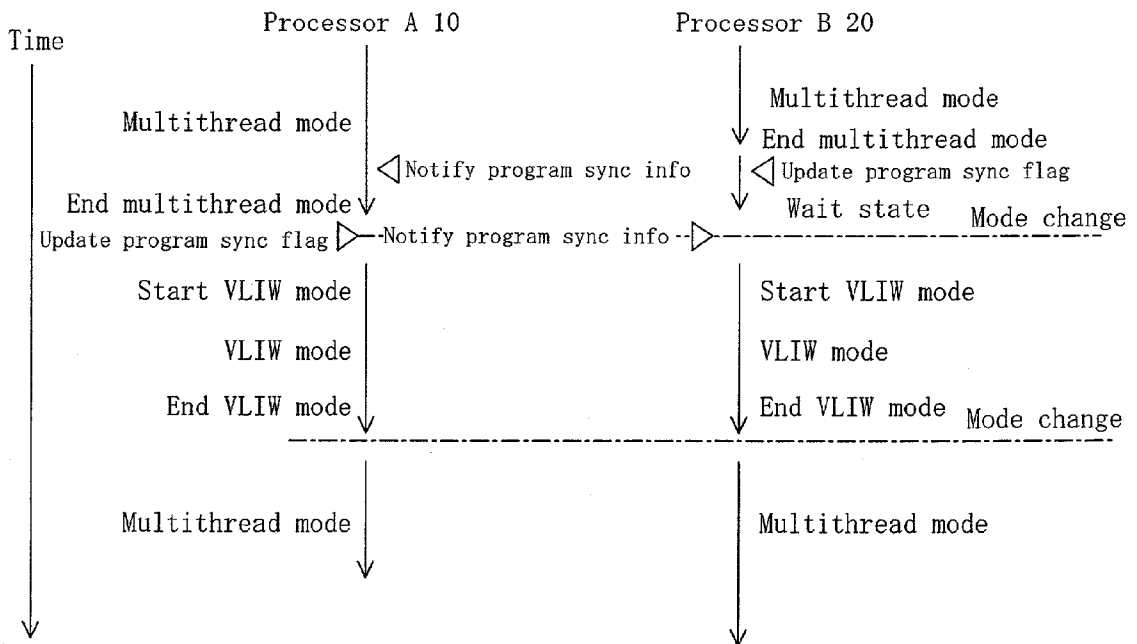 Processor A 10 Processor B 20
Time
Multithread mode
Multithread mode
End multithread mode
Notify program sync info
Update program sync flag
End multithread mode
Wait state
Mode change
Update program sync flag
Notify program sync info
Start VLIW mode Start VLIW mode
VLIW mode VLIW mode
End VLIW mode End VLIW mode
Mode change
Multithread mode Multithread mode